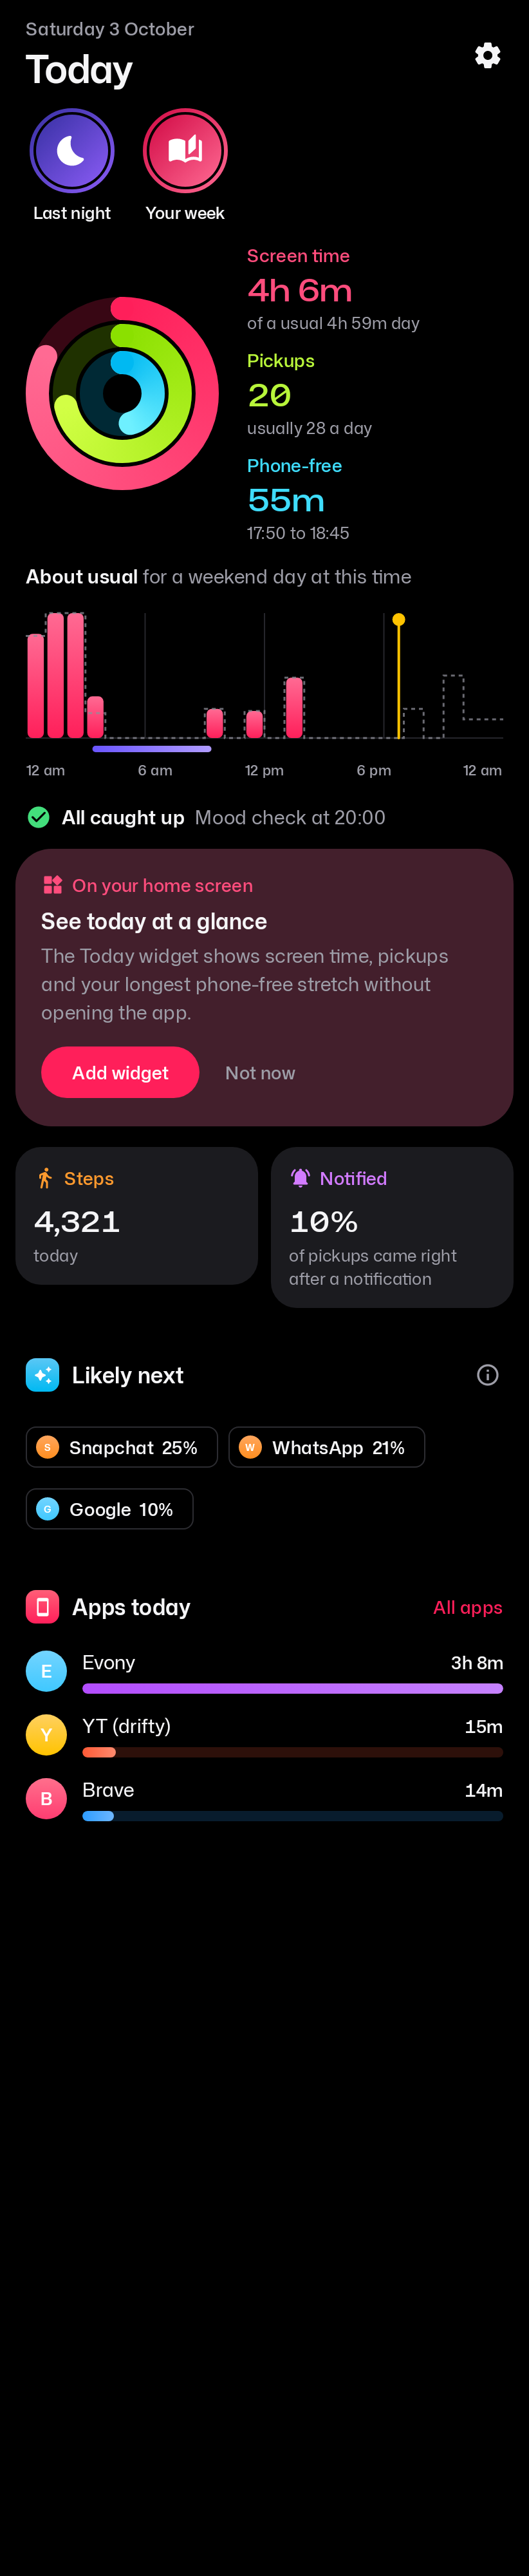 Saturday 3 October
Today
Last night
Your week
Screen time
4h 6m
of a usual 4h 59m day
Pickups
20
usually 28 a day
Phone-free
55m
17:50 to 18:45
About usual for a weekend day at this time
12 am 6 am 12 pm 6 pm 12 am
All caught up Mood check at 20:00
On your home screen
See today at a glance
The Today widget shows screen time, pickups
and your longest phone-free stretch without
opening the app.
Add widget Not now
Steps
4,321
today
Notified
10%
of pickups came right
after a notification
Likely next
S Snapchat 25%
W WhatsApp 21%
G Google 10%
Apps today All apps
E Evony 3h 8m
Y YT (drifty) 15m
B Brave 14m